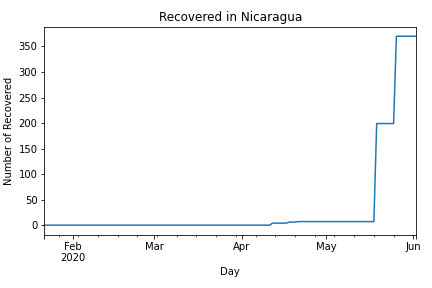 Recovered in Nicaragua
Number of Recovered
350
300
250
200
150
100
50
0
Feb
2020
Mar
Apr
May
Jun
Day